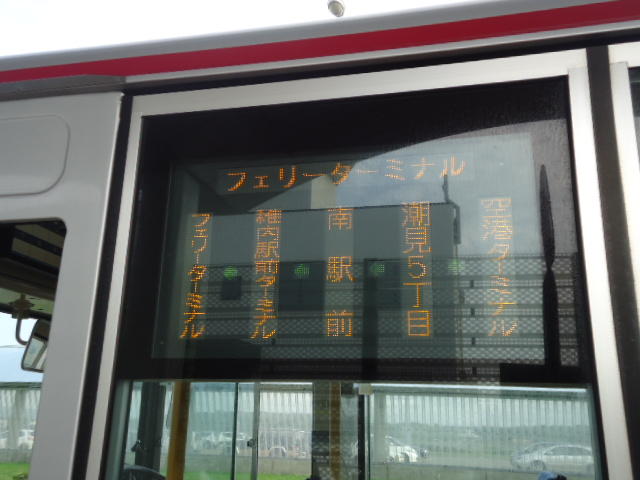 フェリーターミナル
空港ターミナル
潮見5丁目
南駅前
稚内駅前ターミナル
フェリーターミナル